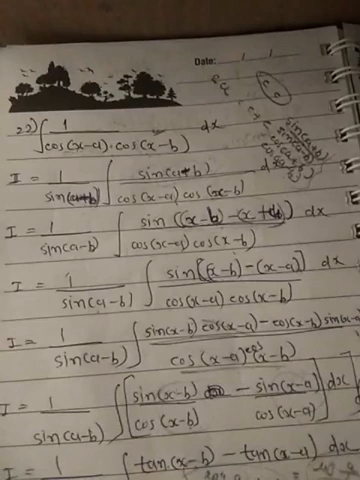 Date: / /
22) ∫ 1/cos(x-a).cos(x-b) dx
I = 1/sin(a-b) ∫ sin(a-b)/cos(x-a) cos(x-b) dx
I = 1/sin(a-b) ∫ sin((x-b)-(x-a))/cos(x-a) cos(x-b) dx
I = 1/sin(a-b) ∫ sin[(x-b)-(x-a)]/cos(x-a) cos(x-b) dx
I = 1/sin(a-b) ∫ sin(x-b) cos(x-a)-cos(x-b) sin(x-a)/cos(x-a) cos(x-b)
I = 1/sin(a-b) ∫ [sin(x-b)/cos(x-b) - sin(x-a)/cos(x-a)] dx
I = 1 ∫ tan(x-b) - tan(x-a) dx